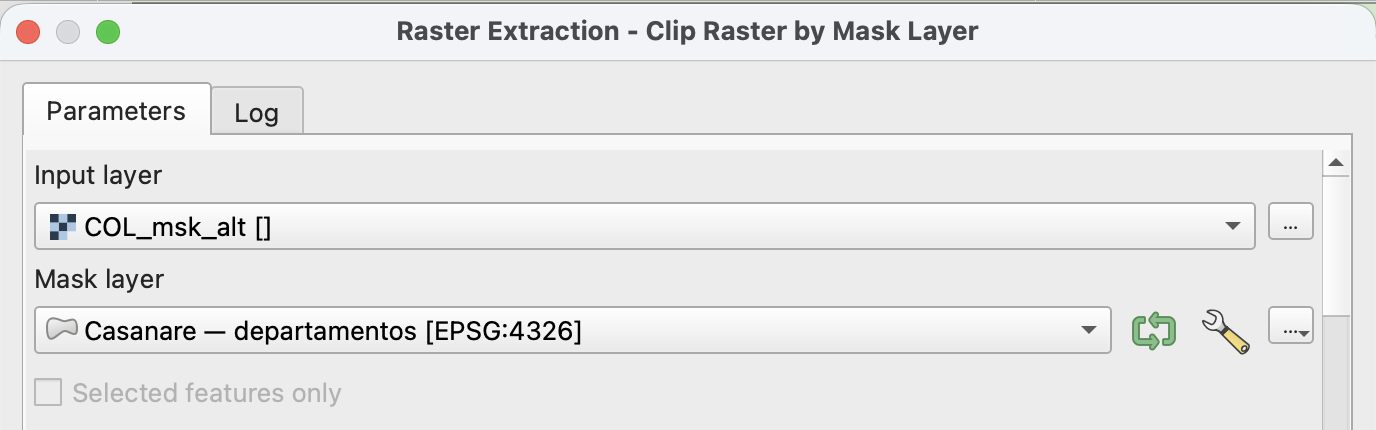 Raster Extraction - Clip Raster by Mask Layer
Parameters
Log
Input layer
COL_msk_alt []
...
Mask layer
Casanare — departamentos [EPSG:4326]
...
Selected features only